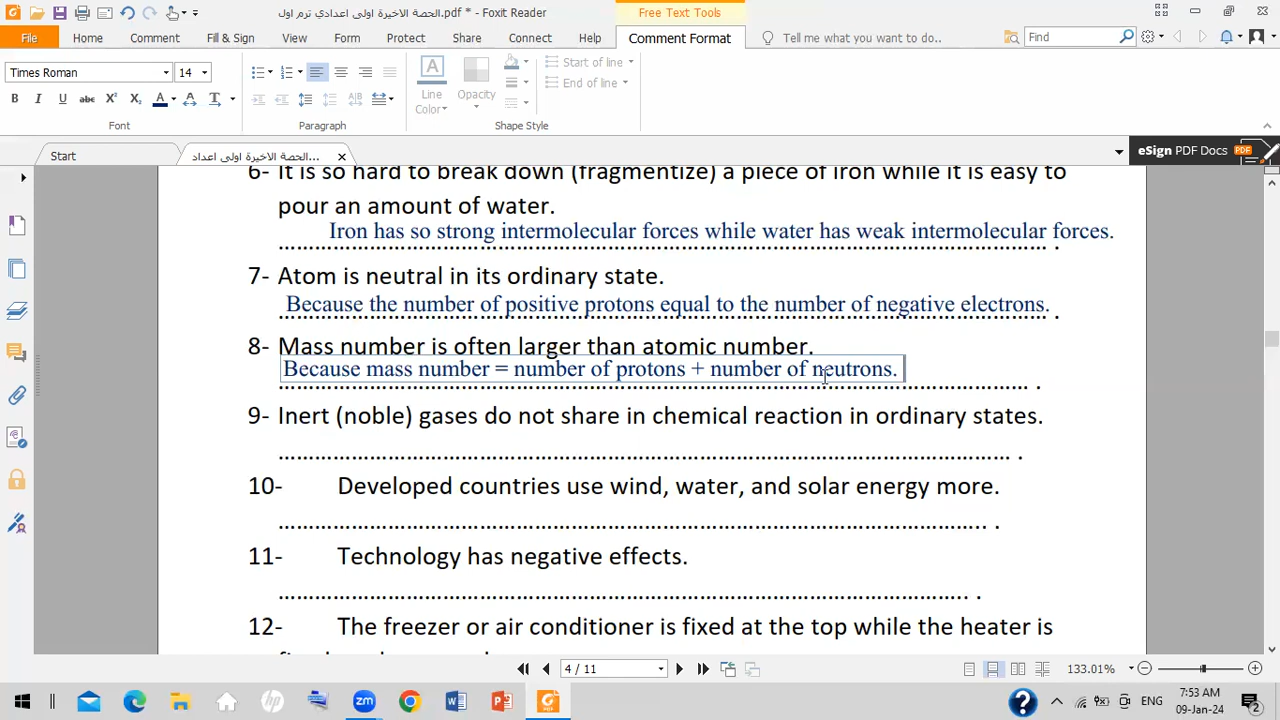 الحصة الاخيرة اولى اعدادي ترم اول.pdf * - Foxit Reader
Free Text Tools
File Home Comment Fill & Sign View Form Protect Share Connect Help Comment Format Tell me what you want to do.. Find
Times Roman 14
Line Color
Opacity
Start of line
End of line
Font
Paragraph
Shape Style
Start
الحصة الاخيرة اولى اعداد...
eSign PDF Docs
6- It is so hard to break down (fragmentize) a piece of iron while it is easy to
pour an amount of water.
Iron has so strong intermolecular forces while water has weak intermolecular forces.
7- Atom is neutral in its ordinary state.
Because the number of positive protons equal to the number of negative electrons.
8- Mass number is often larger than atomic number.
Because mass number = number of protons + number of neutrons.
9- Inert (noble) gases do not share in chemical reaction in ordinary states.
10- Developed countries use wind, water, and solar energy more.
11- Technology has negative effects.
12- The freezer or air conditioner is fixed at the top while the heater is
4 / 11
133.01%
ENG
7:53 AM
09-Jan-24
2